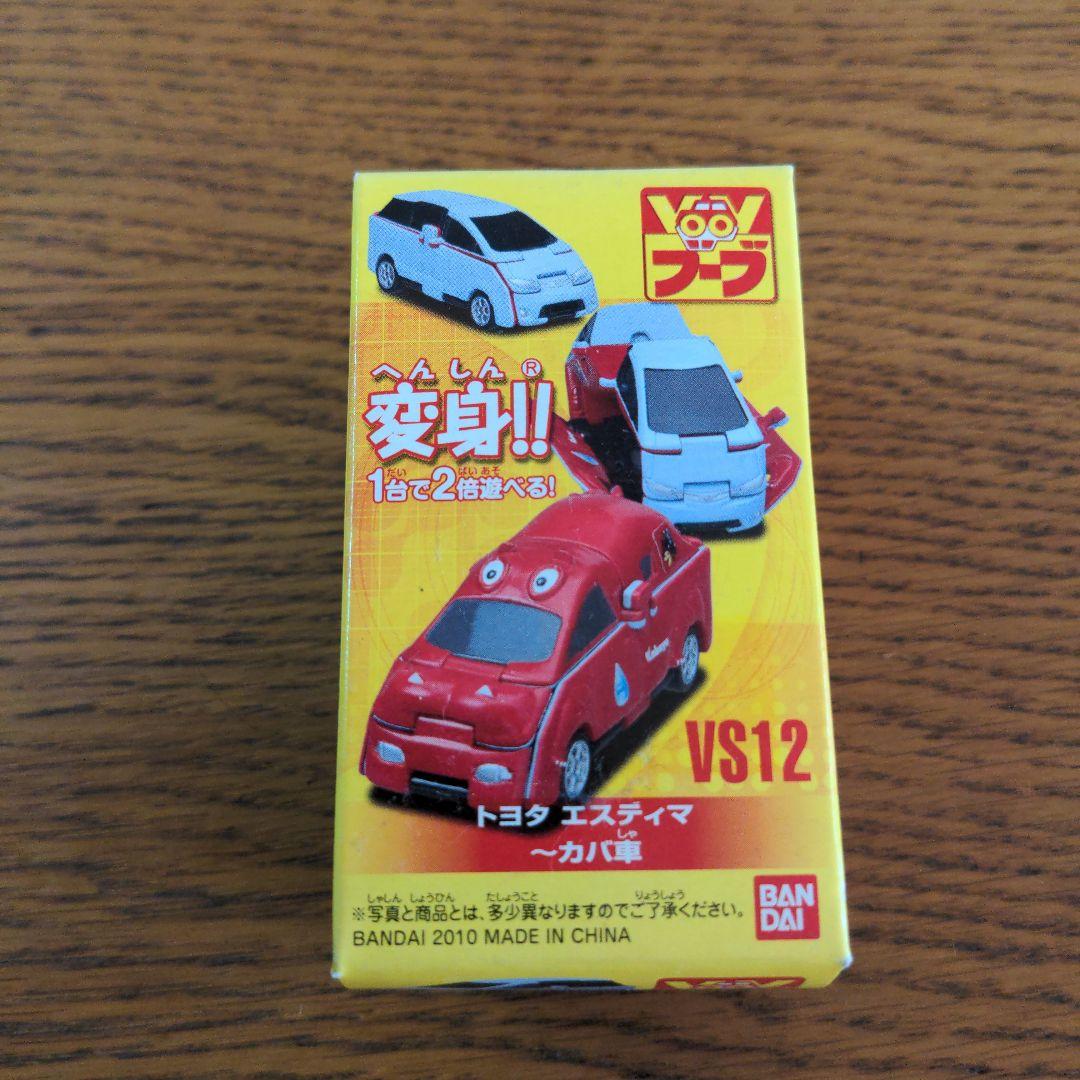 VooV
ブーブ
へんしん®
変身!!
だい ばい あそ
1台で2倍遊べる!
VS12
トヨタ エスティマ
しゃ
~カバ車
しゃしん しょうひん たしょうこと りょうしょう
※写真と商品とは、多少異なりますのでご了承ください。
BANDAI 2010 MADE IN CHINA
BAN
DAI